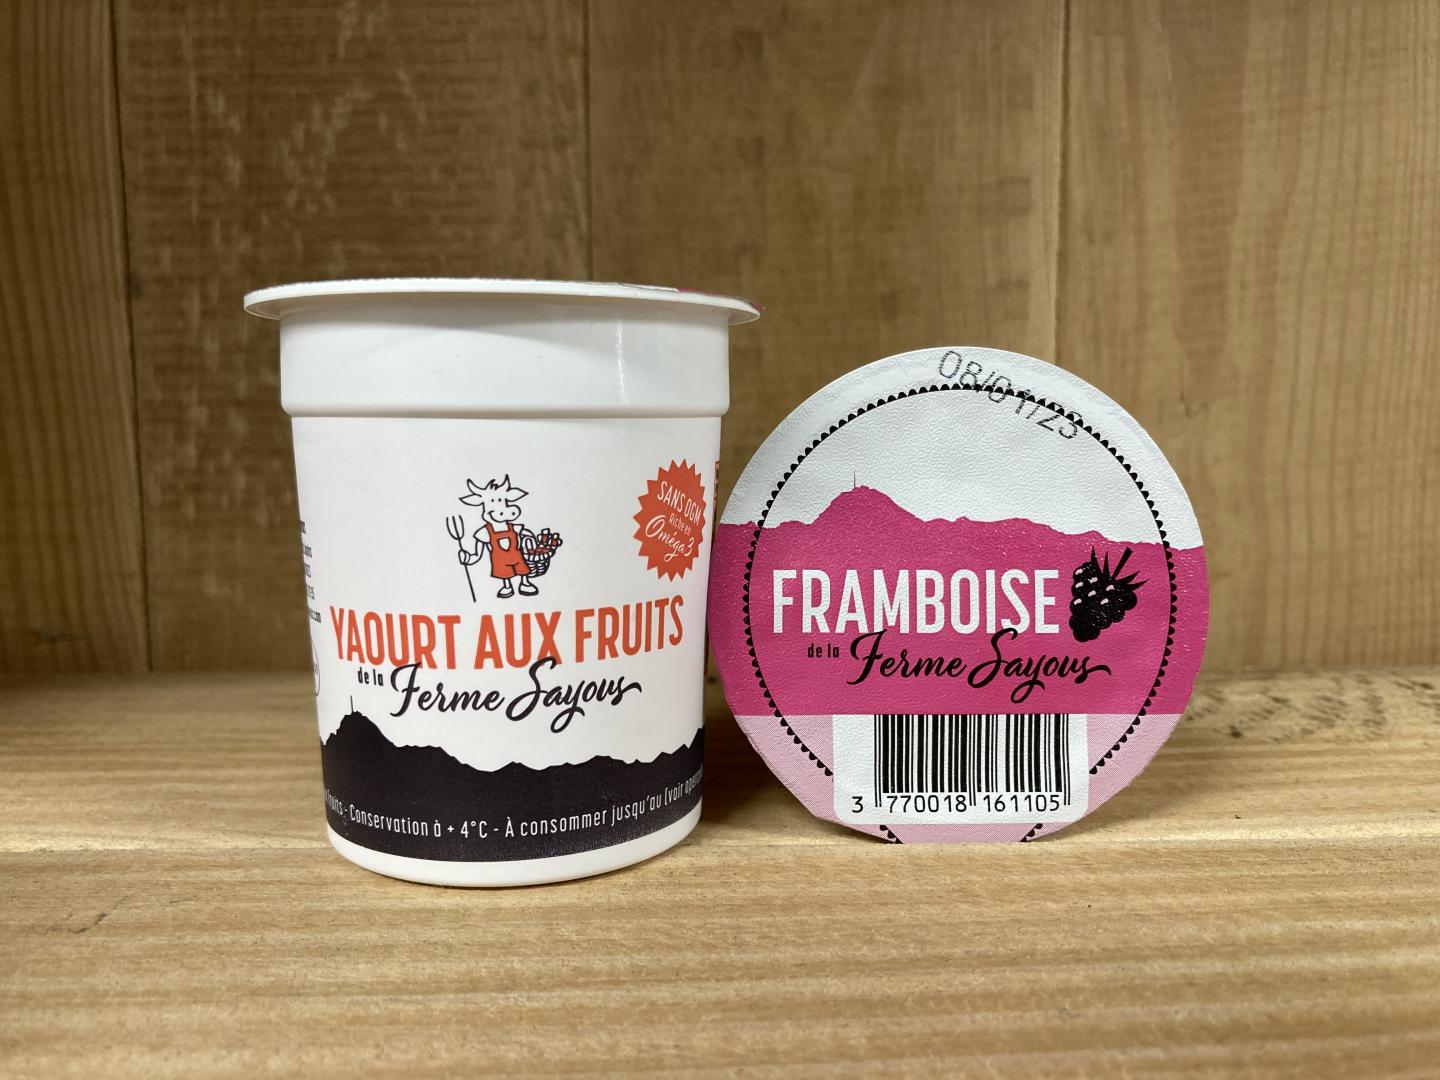 SANS OGM
Riche en
Oméga 3
YAOURT AUX FRUITS
de la Ferme Sayous
fruits - Conservation à + 4°C - À consommer jusqu'au (voir
08/01/23
FRAMBOISE
de la Ferme Sayous
3 770018 161105